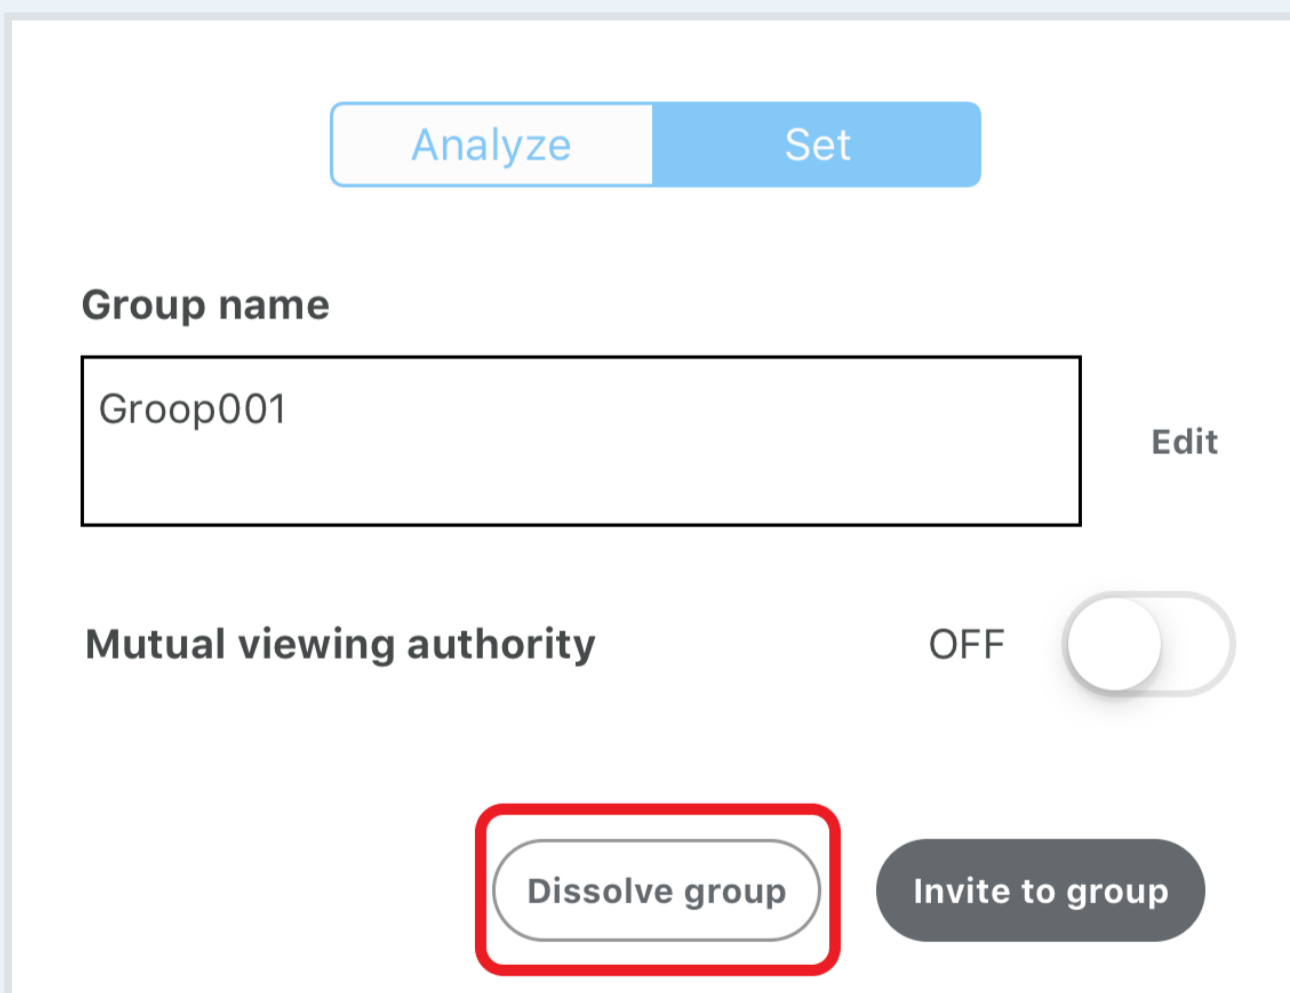 Analyze Set
Group name
Groop001
Edit
Mutual viewing authority OFF
Dissolve group Invite to group